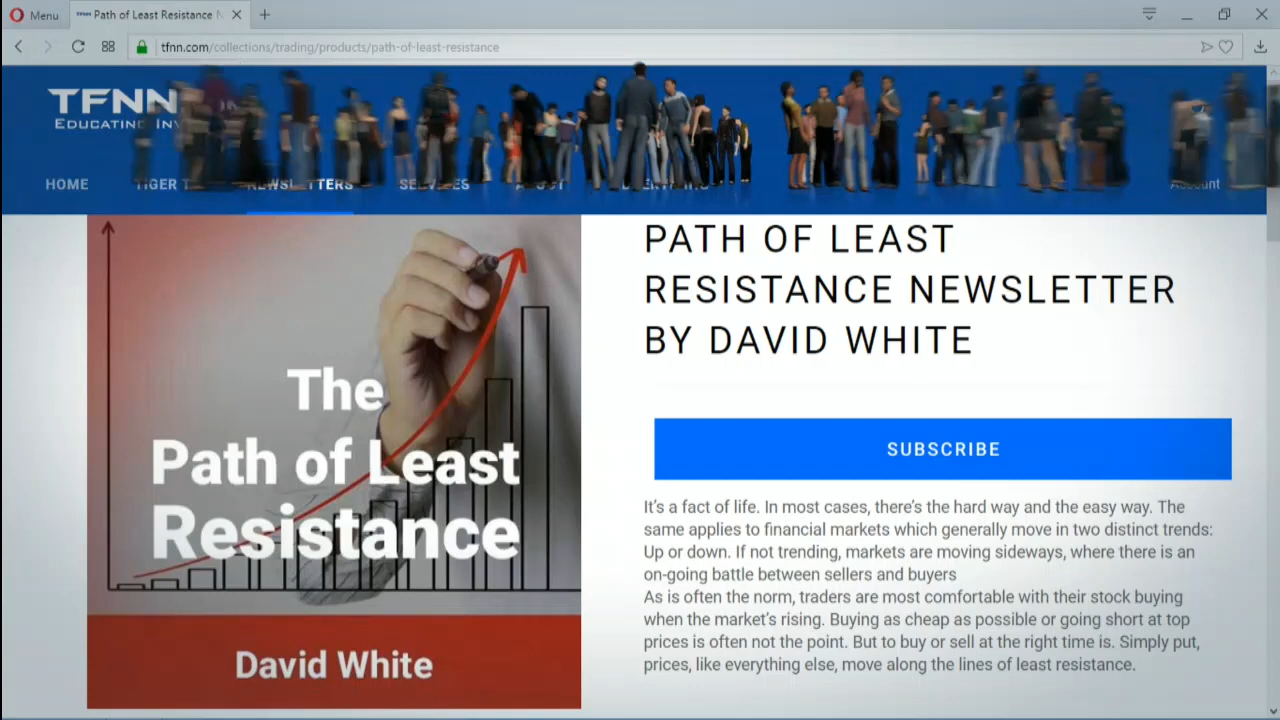 Menu
Path of Least Resistance N
tfnn.com/collections/trading/products/path-of-least-resistance
TFNN
EDUCATING INV
HOME
TIGER T
NEWSLETTERS
SERVICES
ABOUT
Account
The
Path of Least
Resistance
David White
PATH OF LEAST
RESISTANCE NEWSLETTER
BY DAVID WHITE
SUBSCRIBE
It's a fact of life. In most cases, there's the hard way and the easy way. The
same applies to financial markets which generally move in two distinct trends:
Up or down. If not trending, markets are moving sideways, where there is an
on-going battle between sellers and buyers
As is often the norm, traders are most comfortable with their stock buying
when the market's rising. Buying as cheap as possible or going short at top
prices is often not the point. But to buy or sell at the right time is. Simply put,
prices, like everything else, move along the lines of least resistance.